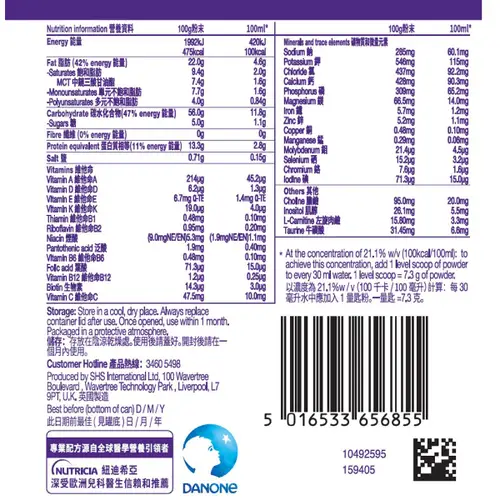 Nutrition information 營養資料 100g粉末 100ml*
Energy 能量 1992kJ 420kJ
475kcal 100kcal
Fat 脂肪 (42% energy 能量) 22.0g 4.6g
-Saturates 飽和脂肪 9.4g 2.0g
MCT 中鏈三酸甘油酯 7.4g 1.6g
-Monounsaturates 單元不飽和脂肪 7.7g 1.6g
-Polyunsaturates 多元不飽和脂肪 4.0g 0.84g
Carbohydrate 碳水化合物(47% energy 能量) 56.0g 11.8g
-Sugars 糖 5.0g 1.1g
Fibre 纖維 (0% energy 能量) 0g 0g
Protein equivalent 蛋白質相等(11% energy 能量) 13.3g 2.8g
Salt 鹽 0.71g 0.15g
Vitamins 維他命
Vitamin A 維他命A 214µg 45.2µg
Vitamin D 維他命D 6.2µg 1.3µg
Vitamin E 維他命E 6.7mg α-TE 1.4mg α-TE
Vitamin K 維他命K 19.0µg 4.0µg
Thiamin 維他命B1 0.48mg 0.10mg
Riboflavin 維他命B2 0.95mg 0.20mg
Niacin 煙酸 (9.0mgNE/EN)5.3mg (1.9mgNE/EN)1.1mg
Pantothenic acid 泛酸 1.9mg 0.40mg
Vitamin B6 維他命B6 0.48mg 0.10mg
Folic acid 葉酸 71.3µg 15.0µg
Vitamin B12 維他命B12 1.2µg 0.25µg
Biotin 生物素 14.3µg 3.0µg
Vitamin C 維他命C 47.5mg 10.0mg
Storage: Store in a cool, dry place. Always replace
container lid after use. Once opened, use within 1 month.
Packaged in a protective atmosphere.
儲存：存放在陰涼乾燥處。使用後請蓋好。開封後請在一
個月內使用。
Customer Hotline 產品熱線： 3460 5498
Produced by SHS International Ltd, 100 Wavertree
Boulevard , Wavertree Technology Park , Liverpool, L7
9PT, U.K. 英國製造
Best before (bottom of can) D / M / Y
此日期前最佳 ( 見罐底 ) 日 / 月 / 年
專業配方源自全球醫學營養引領者
NUTRICIA 紐迪希亞
深受歐洲兒科醫生信賴和推薦
DANONE
100g粉末 100ml*
Minerals and trace elements 礦物質和微量元素
Sodium 鈉 285mg 60.1mg
Potassium 鉀 546mg 115mg
Chloride 氯 437mg 92.2mg
Calcium 鈣 428mg 90.3mg
Phosphorus 磷 309mg 65.2mg
Magnesium 鎂 66.5mg 14.0mg
Iron 鐵 5.7mg 1.2mg
Zinc 鋅 5.2mg 1.1mg
Copper 銅 0.48mg 0.10mg
Manganese 錳 0.29mg 0.06mg
Molybdenum 鉬 21.4µg 4.5µg
Selenium 硒 15.2µg 3.2µg
Chromium 鉻 7.6µg 1.6µg
Iodine 碘 71.3µg 15.0µg
Others 其他
Choline 膽鹼 95.0mg 20.0mg
Inositol 肌醇 26.1mg 5.5mg
L-Carnitine 左旋肉鹼 15.80mg 3.3mg
Taurine 牛磺酸 31.45mg 6.6mg
* At the concentration of 21,1% w/v (100kcal/100ml): to
achieve this concentration, add 1 level scoop of powder
to every 30 ml water. 1 level scoop = 7,3 g of powder.
以濃度為 21,1%w / v (100 千卡 / 100 毫升) 計算：每 30
毫升水中應加入 1 量匙粉。一量匙 =7,3 克。
5 016533 656855
10492595
159405